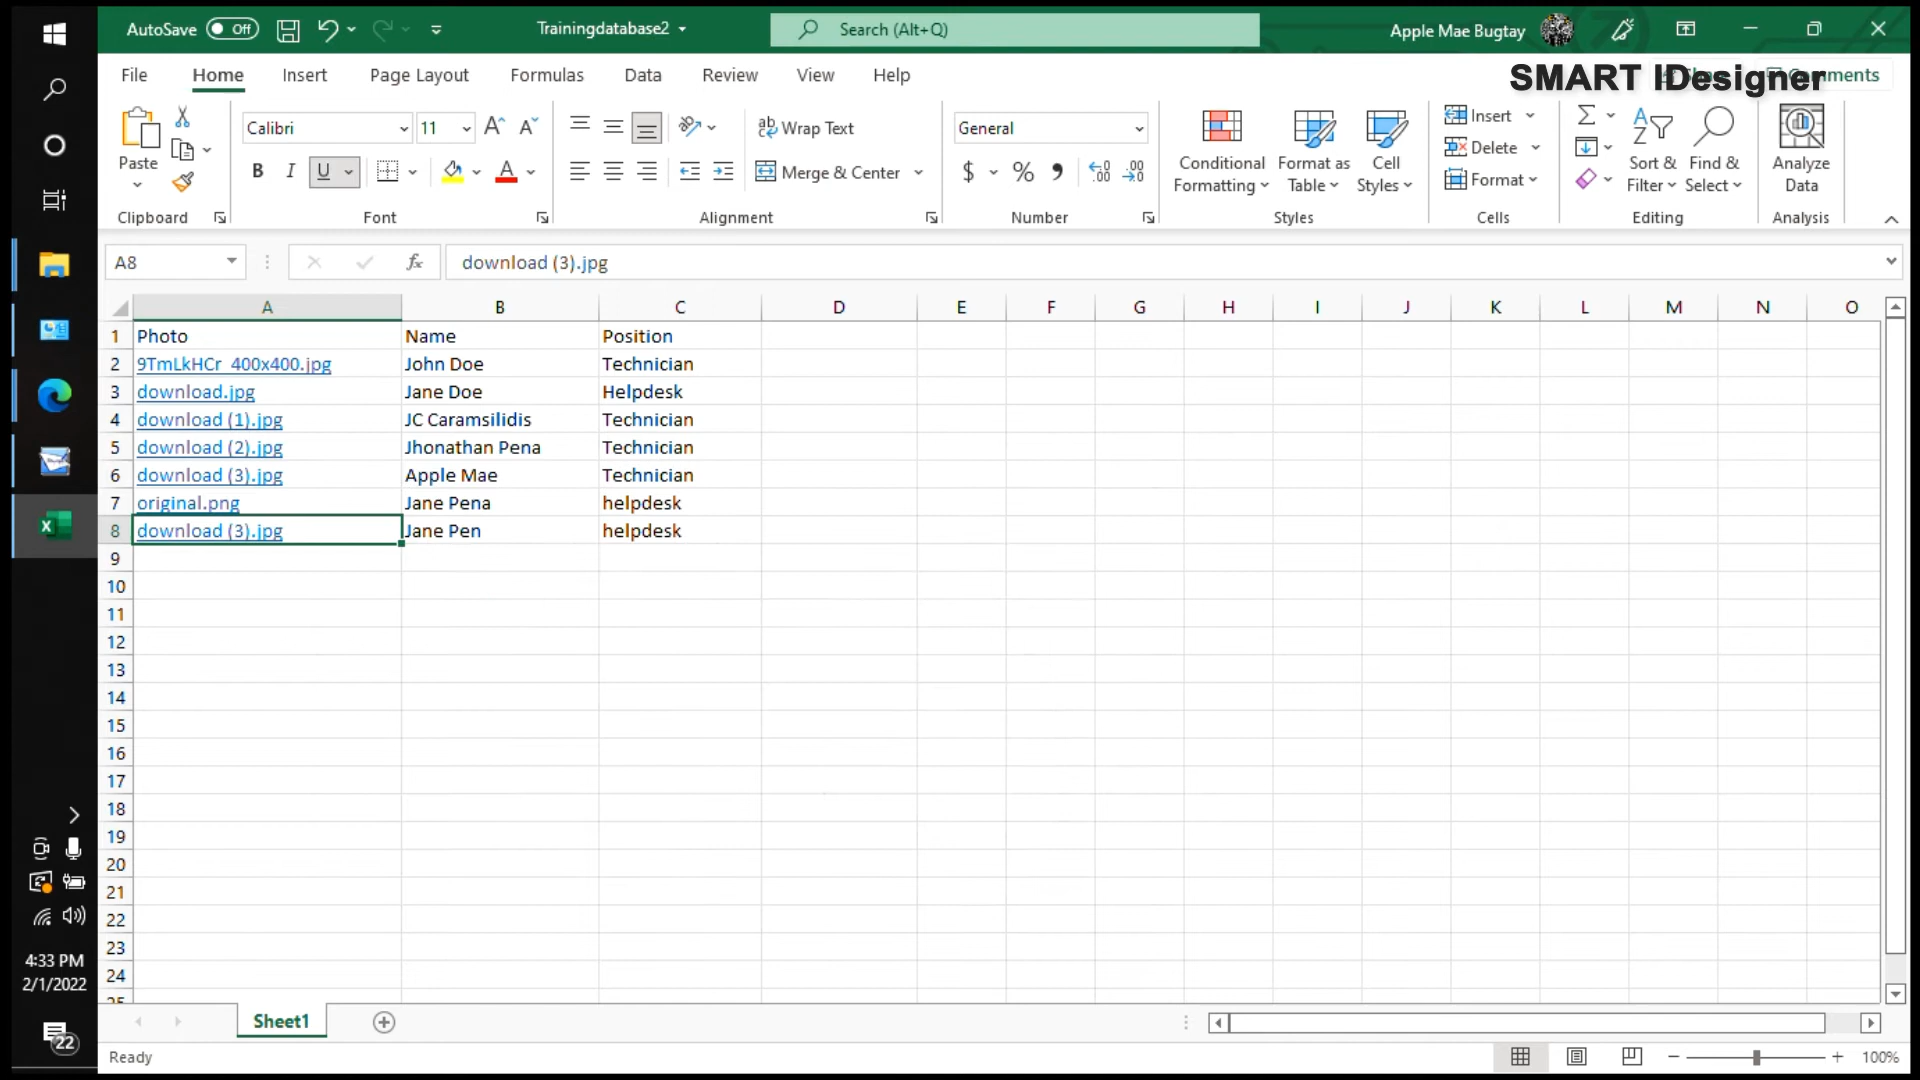 AutoSave Off Trainingdatabase2 Search (Alt+Q) Apple Mae Bugtay
File Home Insert Page Layout Formulas Data Review View Help
SMART IDesigner
Comments
Paste
Clipboard
Calibri 11
B I U A
Font
Wrap Text
Merge & Center
Alignment
General
$ % ,
Number
Conditional Formatting
Format as Table
Cell Styles
Styles
Insert
Delete
Format
Cells
Sort & Filter
Find & Select
Editing
Analyze Data
Analysis
A8 fx download (3).jpg
A B C D E F G H I J K L M N O
1 Photo Name Position
2 9TmLkHCr_400x400.jpg John Doe Technician
3 download.jpg Jane Doe Helpdesk
4 download (1).jpg JC Caramsilidis Technician
5 download (2).jpg Jhonathan Pena Technician
6 download (3).jpg Apple Mae Technician
7 original.png Jane Pena helpdesk
8 download (3).jpg Jane Pen helpdesk
9
10
11
12
13
14
15
16
17
18
19
20
21
22
23
24
25
4:33 PM
2/1/2022
22
Sheet1
Ready 100%